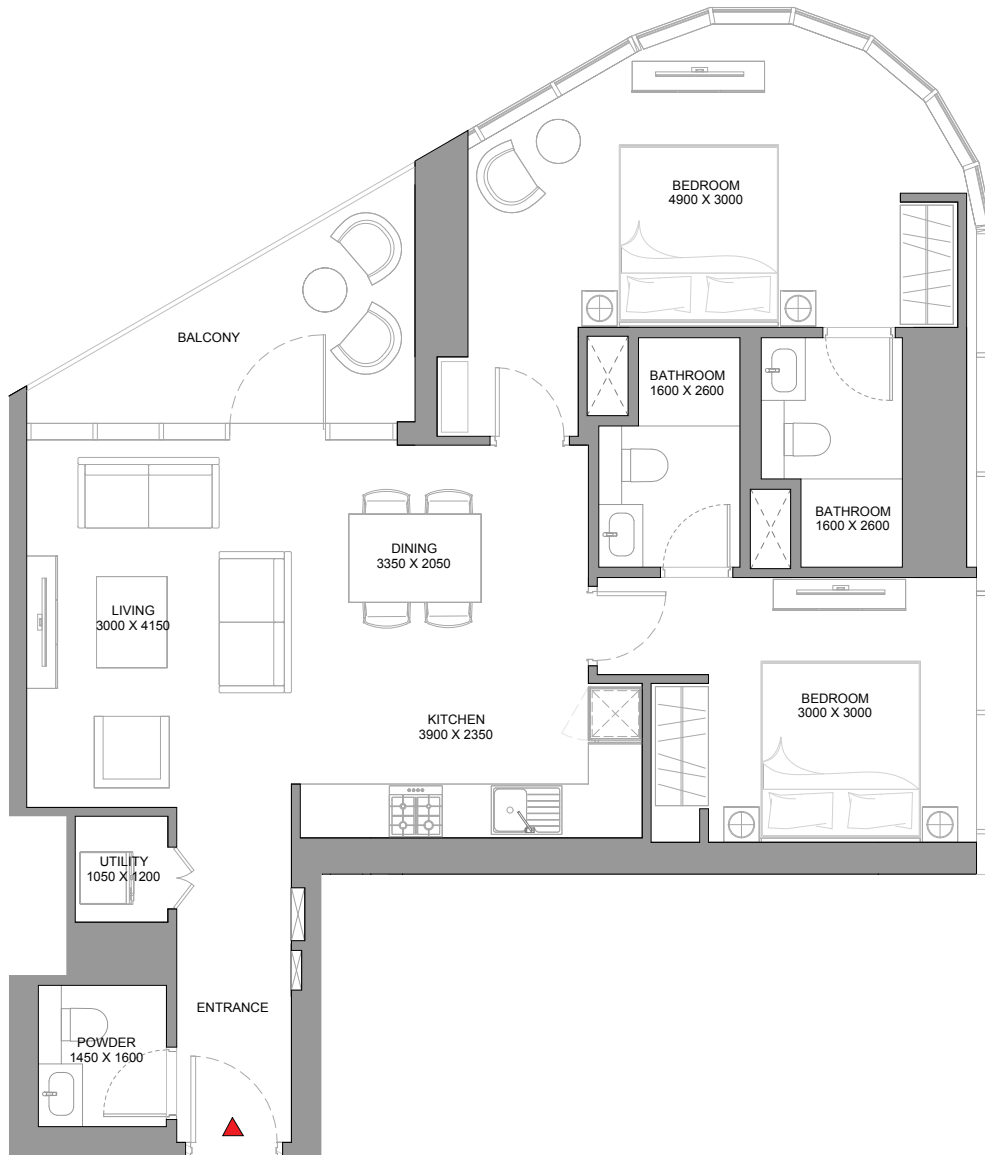 BEDROOM
4900 X 3000
BALCONY
BATHROOM
1600 X 2600
BATHROOM
1600 X 2600
DINING
3350 X 2050
LIVING
3000 X 4150
BEDROOM
3000 X 3000
KITCHEN
3900 X 2350
UTILITY
1050 X 1200
ENTRANCE
POWDER
1450 X 1600